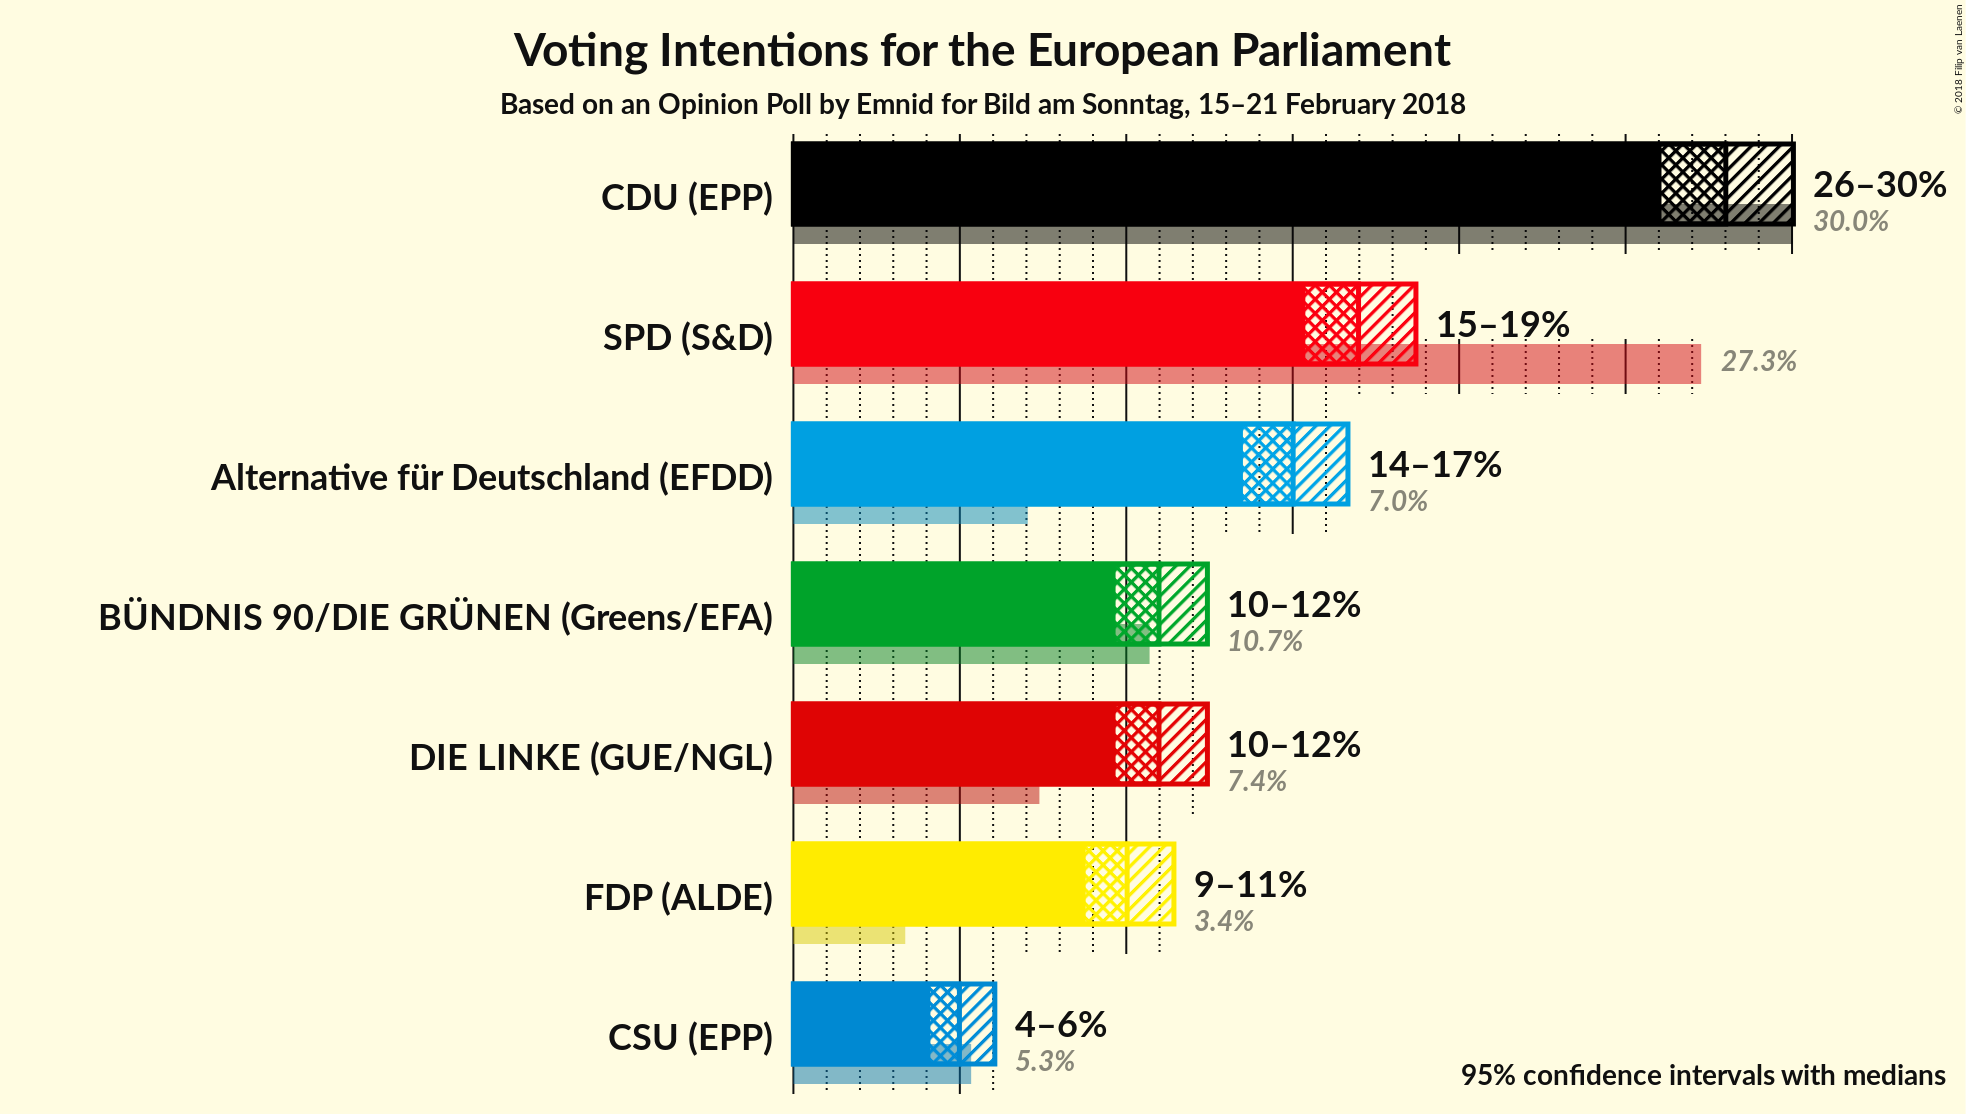 Voting Intentions for the European Parliament
Based on an Opinion Poll by Emnid for Bild am Sonntag, 15–21 February 2018
© 2018 Filip van Laenen
CDU (EPP)
26–30%
30.0%
SPD (S&D)
15–19%
27.3%
Alternative für Deutschland (EFDD)
14–17%
7.0%
BÜNDNIS 90/DIE GRÜNEN (Greens/EFA)
10–12%
10.7%
DIE LINKE (GUE/NGL)
10–12%
7.4%
FDP (ALDE)
9–11%
3.4%
CSU (EPP)
4–6%
5.3%
95% confidence intervals with medians